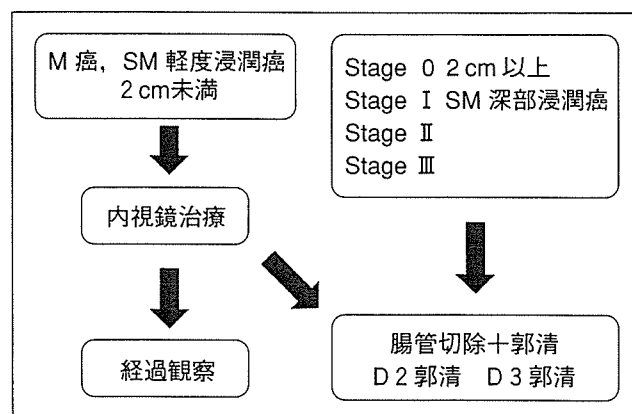 M 癌，SM 軽度浸潤癌
2 cm未満
Stage 0 2 cm 以上
Stage Ⅰ SM 深部浸潤癌
Stage Ⅱ
Stage Ⅲ
内視鏡治療
経過観察
腸管切除＋郭清
D 2 郭清 D 3 郭清